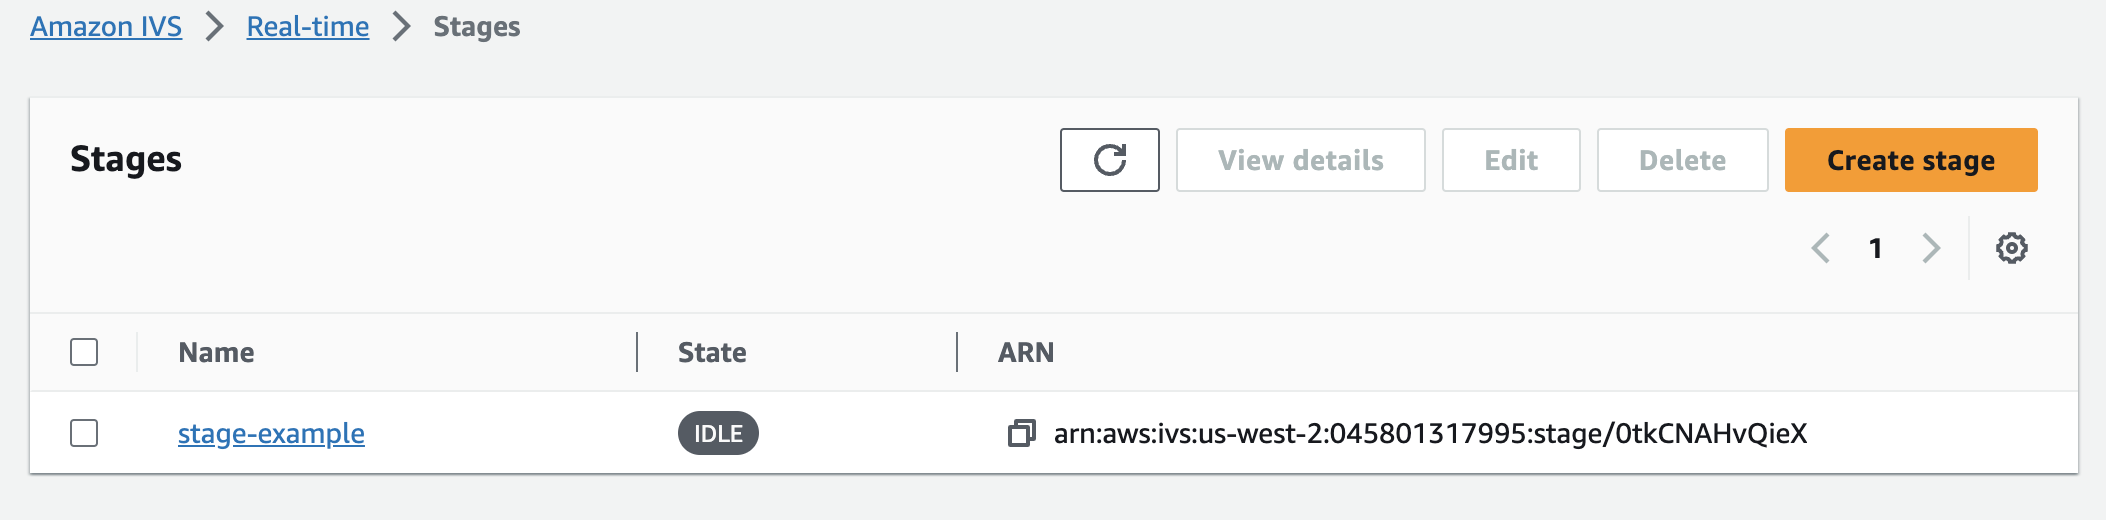 Amazon IVS > Real-time > Stages
Stages
View details Edit Delete Create stage
1
Name State ARN
stage-example IDLE arn:aws:ivs:us-west-2:045801317995:stage/0tkCNAHvQieX